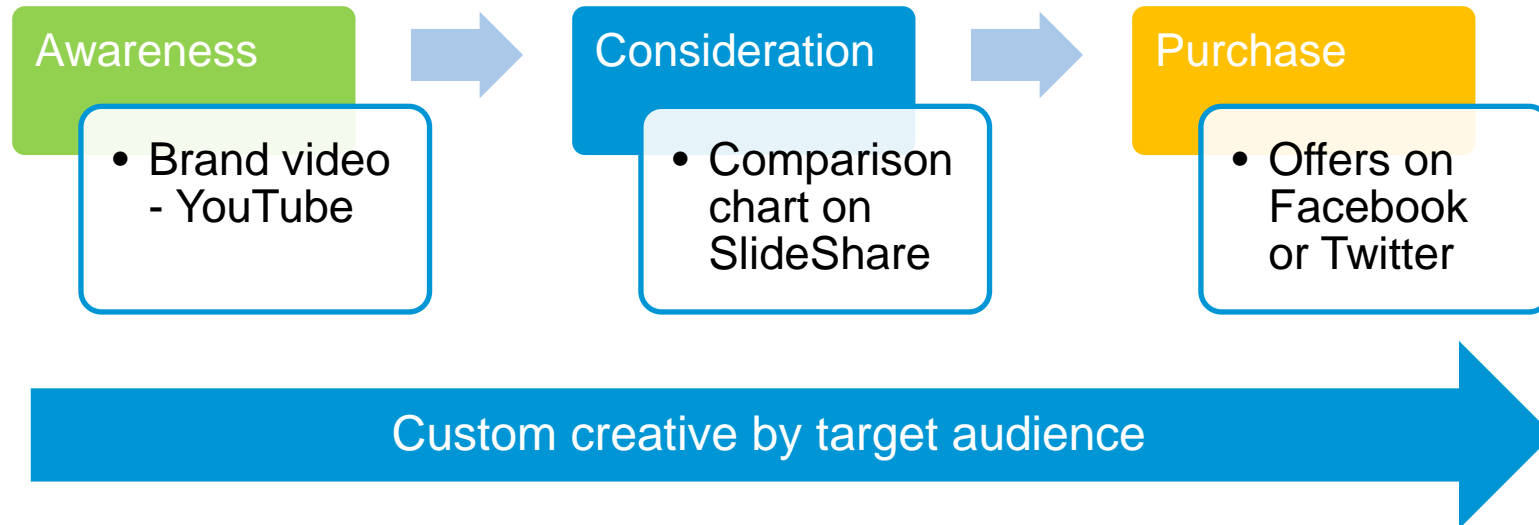 Awareness
• Brand video
- YouTube
Consideration
• Comparison
chart on
SlideShare
Purchase
• Offers on
Facebook
or Twitter
Custom creative by target audience